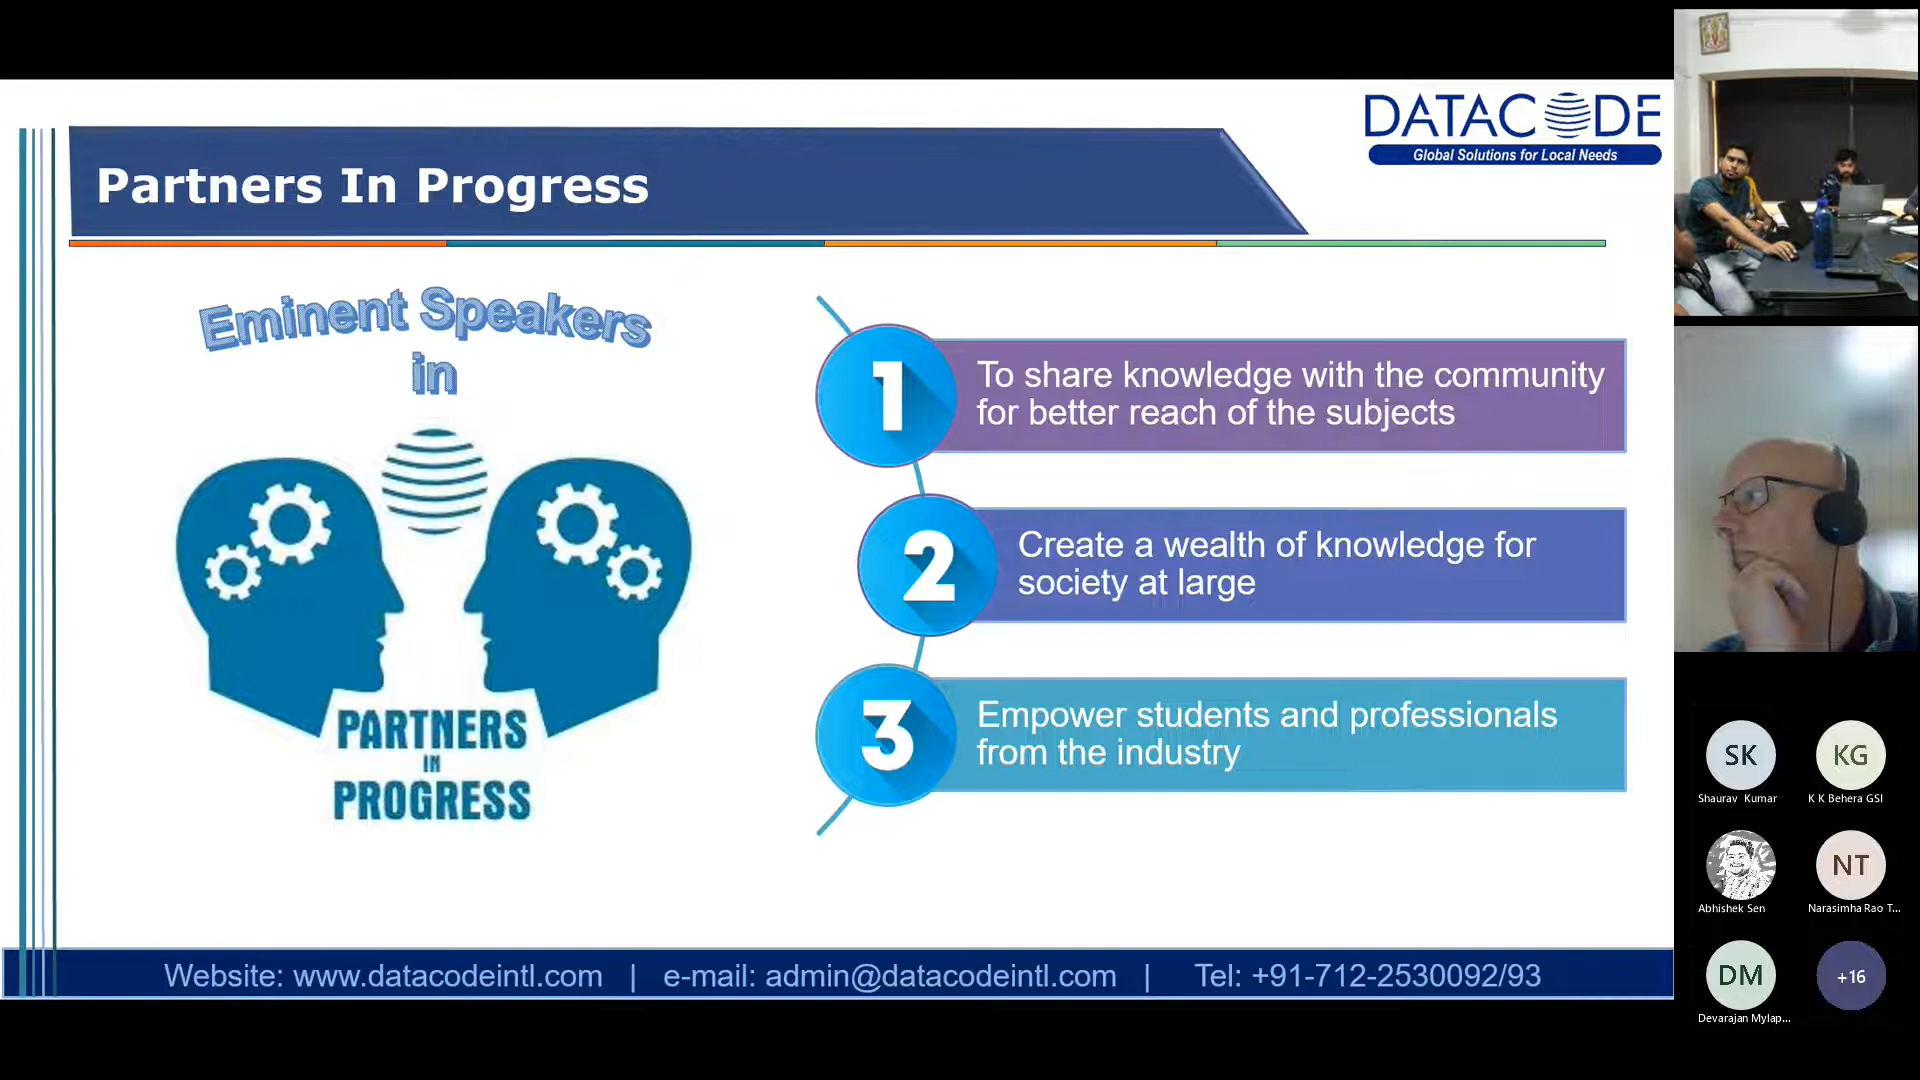 DATACODE
Global Solutions for Local Needs
Partners In Progress
Eminent Speakers
in
PARTNERS
IN
PROGRESS
1
To share knowledge with the community
for better reach of the subjects
2
Create a wealth of knowledge for
society at large
3
Empower students and professionals
from the industry
Website: www.datacodeintl.com | e-mail: admin@datacodeintl.com | Tel: +91-712-2530092/93
SK
KG
Shaurav Kumar
K K Behera GSI
NT
Abhishek Sen
Narasimha Rao T...
DM
+16
Devarajan Mylap...